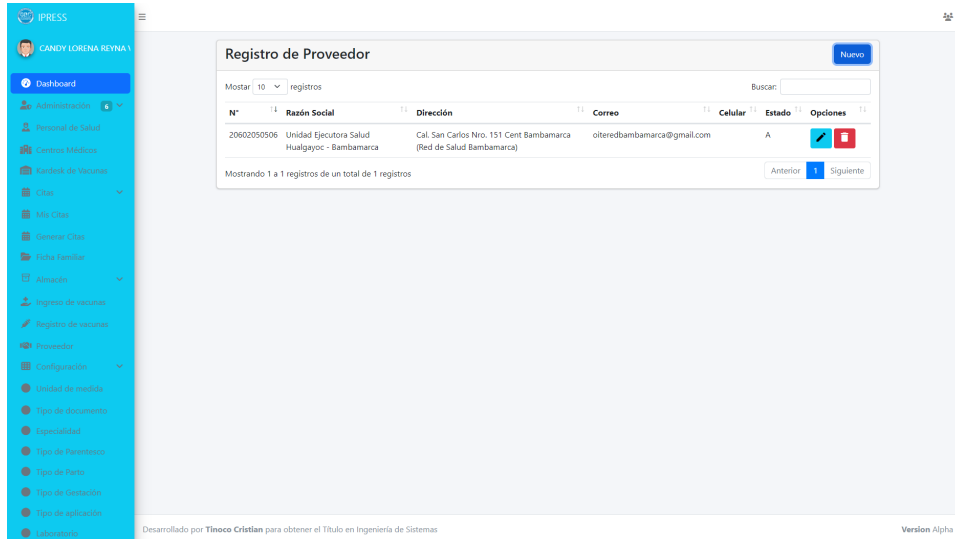 IPRESS
CANDY LORENA REYNA
Dashboard
Administración 6
Personal de Salud
Centros Médicos
Kardesk de Vacunas
Citas
Mis Citas
Generar Citas
Ficha Familiar
Almacén
Ingreso de vacunas
Registro de vacunas
Proveedor
Configuración
Unidad de medida
Tipo de documento
Especialidad
Tipo de Parentesco
Tipo de Parto
Tipo de Gestación
Tipo de aplicación
Laboratorio
Registro de Proveedor
Nuevo
Mostar 10 registros
Buscar:
N° Razón Social Dirección Correo Celular Estado Opciones
20602050506 Unidad Ejecutora Salud Cal. San Carlos Nro. 151 Cent Bambamarca oiteredbambamarca@gmail.com A
Hualgayoc - Bambamarca (Red de Salud Bambamarca)
Mostrando 1 a 1 registros de un total de 1 registros
Anterior 1 Siguiente
Desarrollado por Tinoco Cristian para obtener el Título en Ingeniería de Sistemas
Version Alpha